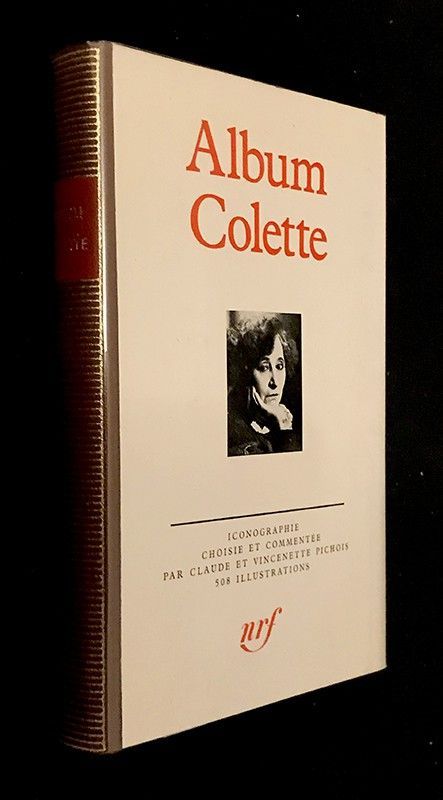 Album
Colette
ICONOGRAPHIE
CHOISIE ET COMMENTÉE
PAR CLAUDE ET VINCENETTE PICHOIS
508 ILLUSTRATIONS
nrf